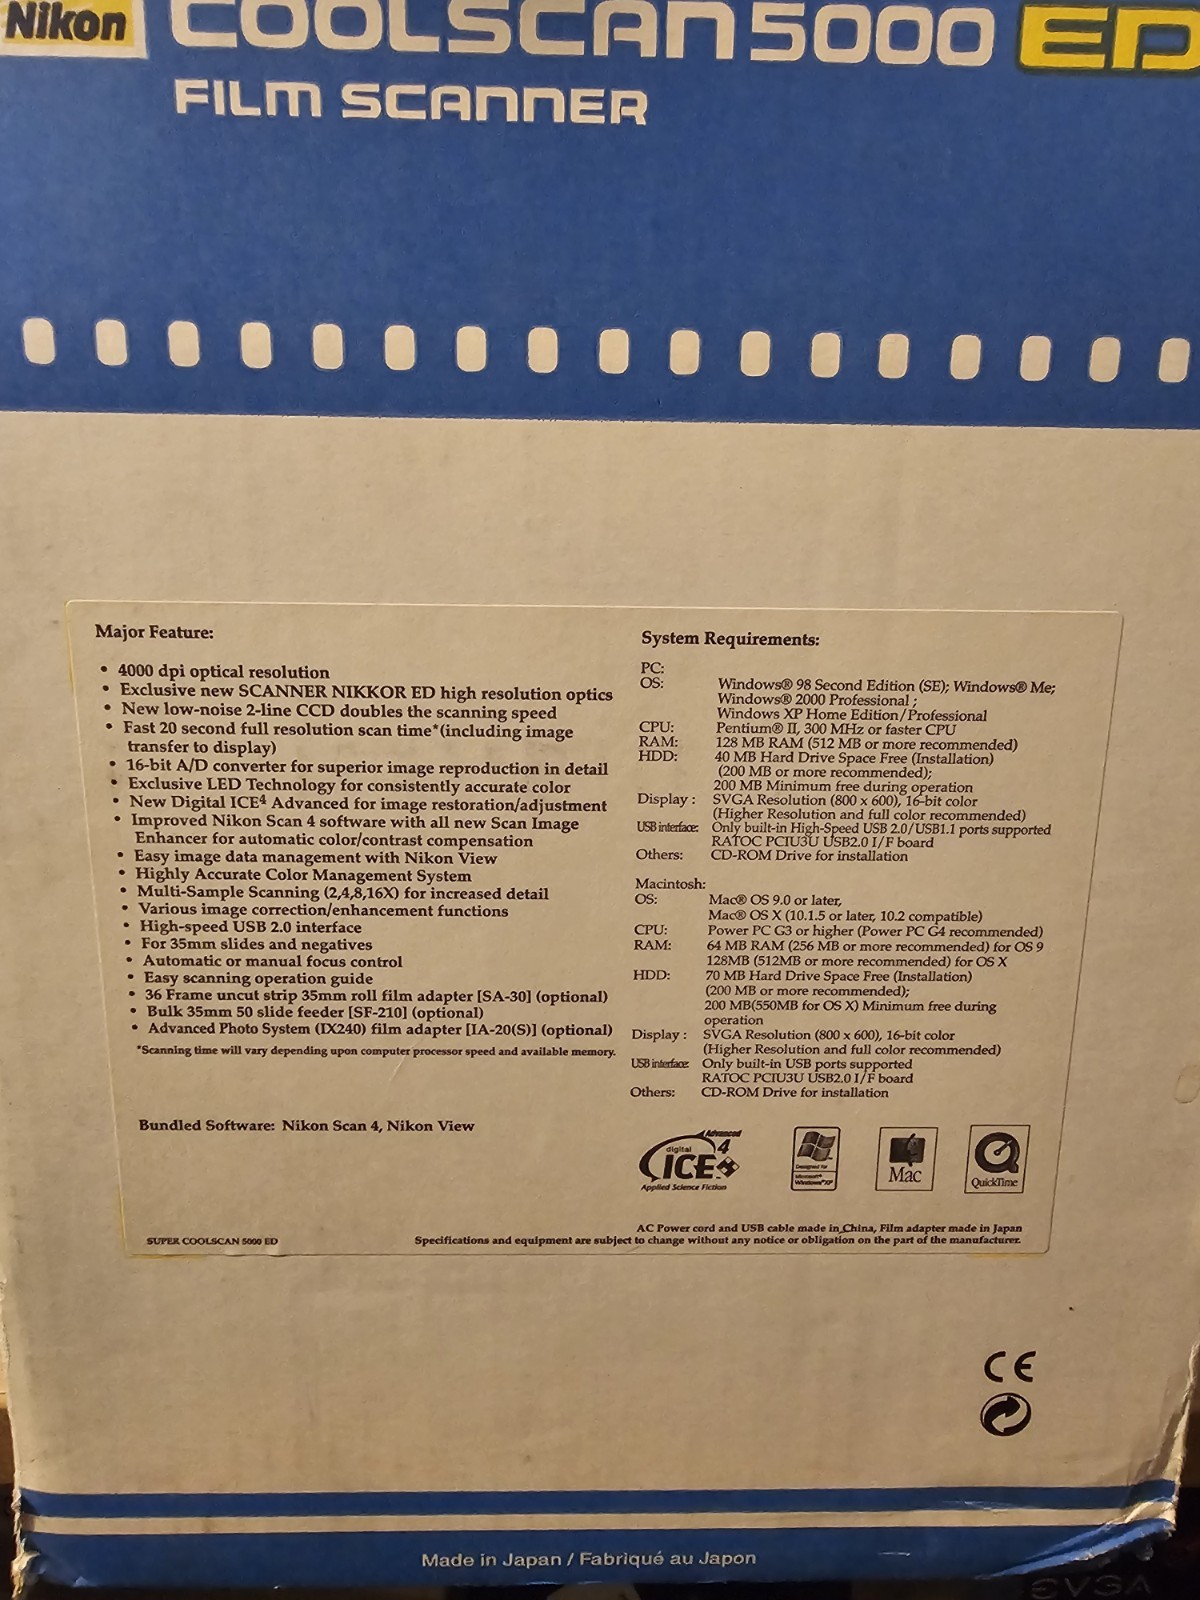 Nikon COOLSCAN 5000 ED
FILM SCANNER
Major Feature:
• 4000 dpi optical resolution
• Exclusive new SCANNER NIKKOR ED high resolution optics
• New low-noise 2-line CCD doubles the scanning speed
• Fast 20 second full resolution scan time*(including image
transfer to display)
• 16-bit A/D converter for superior image reproduction in detail
• Exclusive LED Technology for consistently accurate color
• New Digital ICE⁴ Advanced for image restoration/adjustment
• Improved Nikon Scan 4 software with all new Scan Image
Enhancer for automatic color/contrast compensation
• Easy image data management with Nikon View
• Highly Accurate Color Management System
• Multi-Sample Scanning (2,4,8,16X) for increased detail
• Various image correction/enhancement functions
• High-speed USB 2.0 interface
• For 35mm slides and negatives
• Automatic or manual focus control
• Easy scanning operation guide
• 36 Frame uncut strip 35mm roll film adapter [SA-30] (optional)
• Bulk 35mm 50 slide feeder [SF-210] (optional)
• Advanced Photo System (IX240) film adapter [IA-20(S)] (optional)
*Scanning time will vary depending upon computer processor speed and available memory.
Bundled Software: Nikon Scan 4, Nikon View
SUPER COOLSCAN 5000 ED
System Requirements:
PC:
OS: Windows® 98 Second Edition (SE); Windows® Me;
Windows® 2000 Professional ;
Windows XP Home Edition/Professional
CPU: Pentium® II, 300 MHz or faster CPU
RAM: 128 MB RAM (512 MB or more recommended)
HDD: 40 MB Hard Drive Space Free (Installation)
(200 MB or more recommended);
200 MB Minimum free during operation
Display : SVGA Resolution (800 x 600), 16-bit color
(Higher Resolution and full color recommended)
USB interface: Only built-in High-Speed USB 2.0/USB1.1 ports supported
RATOC PCIU3U USB2.0 I/F board
Others: CD-ROM Drive for installation
Macintosh:
OS: Mac® OS 9.0 or later,
Mac® OS X (10.1.5 or later, 10.2 compatible)
CPU: Power PC G3 or higher (Power PC G4 recommended)
RAM: 64 MB RAM (256 MB or more recommended) for OS 9
128MB (512MB or more recommended) for OS X
HDD: 70 MB Hard Drive Space Free (Installation)
(200 MB or more recommended);
200 MB(550MB for OS X) Minimum free during
operation
Display : SVGA Resolution (800 x 600), 16-bit color
(Higher Resolution and full color recommended)
USB interface: Only built-in USB ports supported
RATOC PCIU3U USB2.0 I/F board
Others: CD-ROM Drive for installation
Advanced
digital 4
ICE™
Applied Science Fiction
Designed for
Microsoft®
Windows®XP
Mac
QuickTime
AC Power cord and USB cable made in China, Film adapter made in Japan
Specifications and equipment are subject to change without any notice or obligation on the part of the manufacturer.
CE
Made in Japan / Fabriqué au Japon
EVGA